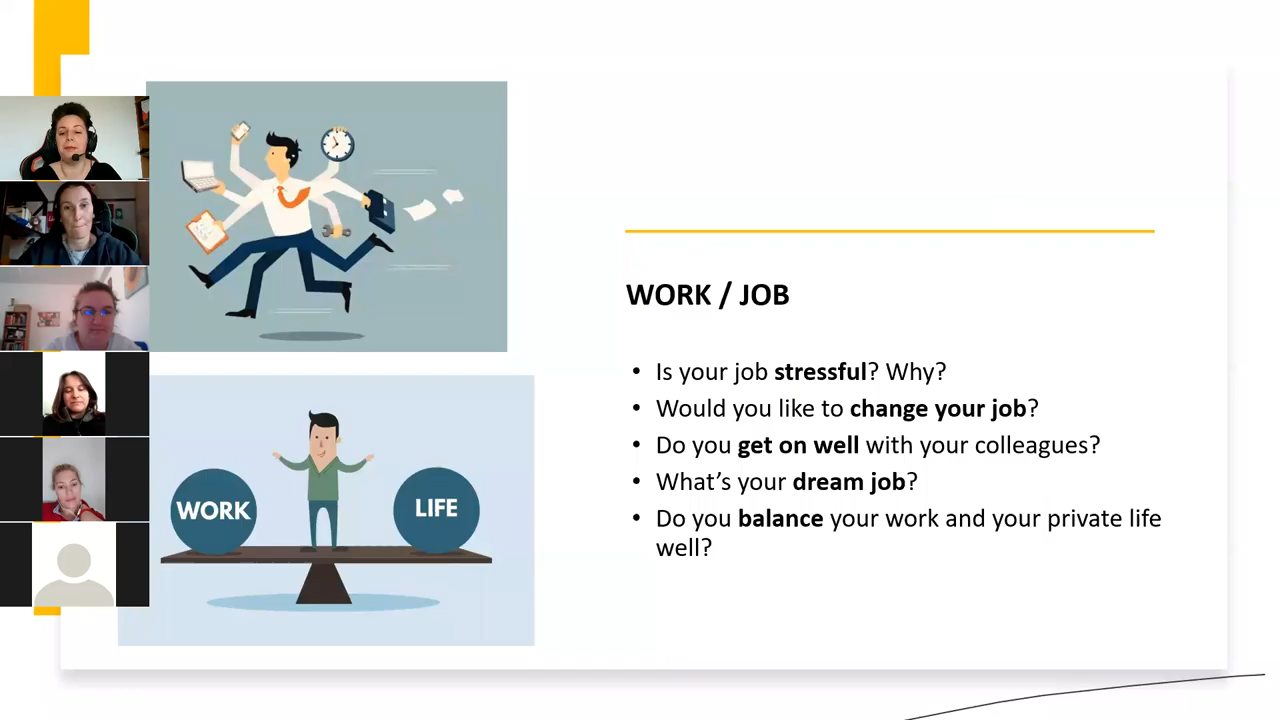 WORK / JOB
• Is your job stressful? Why?
• Would you like to change your job?
• Do you get on well with your colleagues?
• What’s your dream job?
• Do you balance your work and your private life
well?
WORK
LIFE